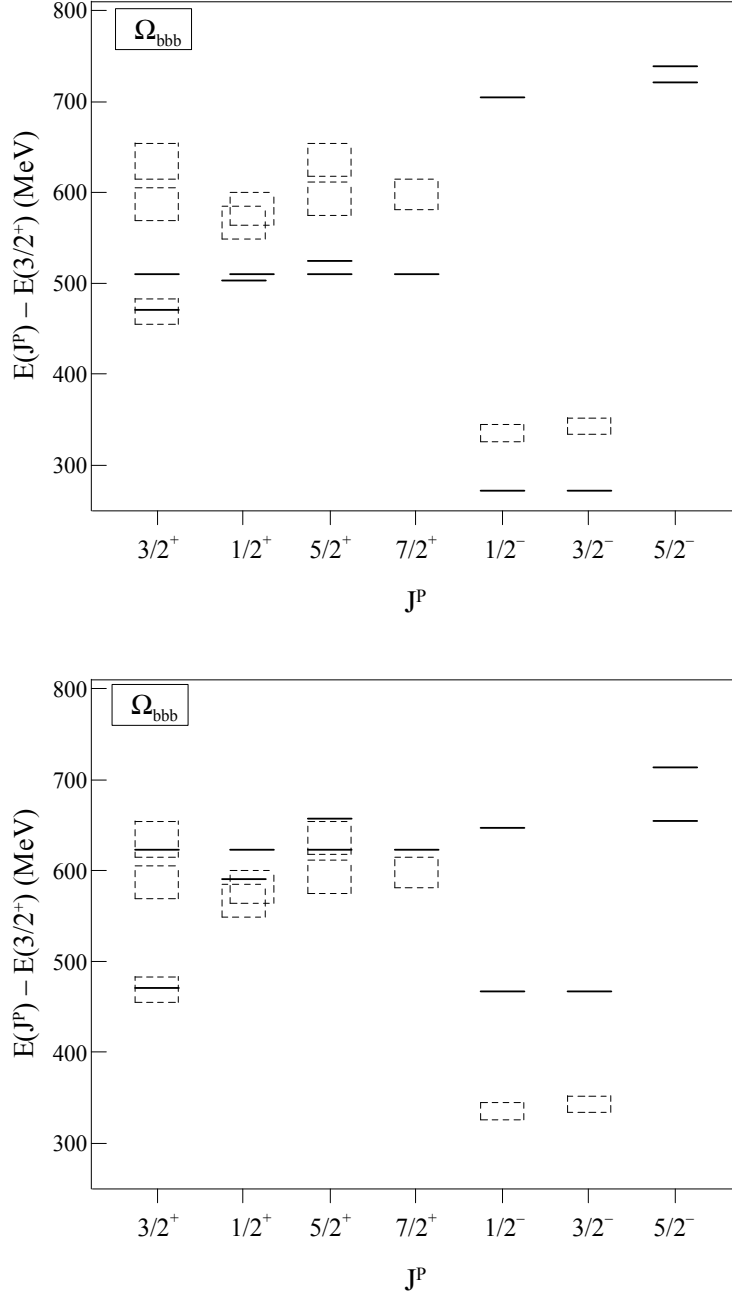 800
Ω_bbb
700
600
500
400
300
E(J^P) − E(3/2⁺) (MeV)
3/2⁺ 1/2⁺ 5/2⁺ 7/2⁺ 1/2⁻ 3/2⁻ 5/2⁻
J^P
800
Ω_bbb
700
600
500
400
300
E(J^P) − E(3/2⁺) (MeV)
3/2⁺ 1/2⁺ 5/2⁺ 7/2⁺ 1/2⁻ 3/2⁻ 5/2⁻
J^P